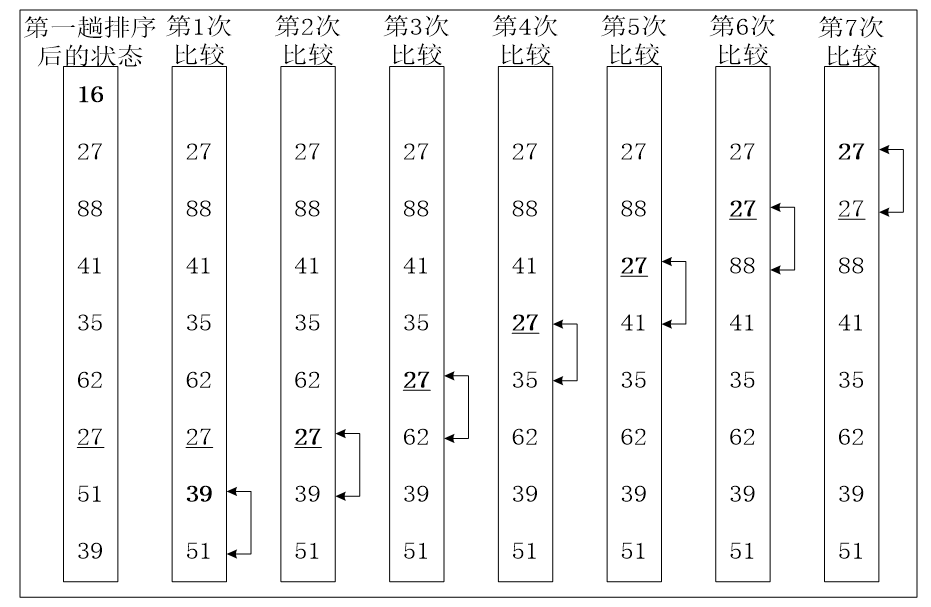 第一趟排序 第1次 第2次 第3次 第4次 第5次 第6次 第7次
后的状态 比较 比较 比较 比较 比较 比较 比较
16
27 27 27 27 27 27 27 27
88 88 88 88 88 88 27 27
41 41 41 41 41 27 88 88
35 35 35 35 27 41 41 41
62 62 62 27 35 35 35 35
27 27 27 62 62 62 62 62
51 39 39 39 39 39 39 39
39 51 51 51 51 51 51 51